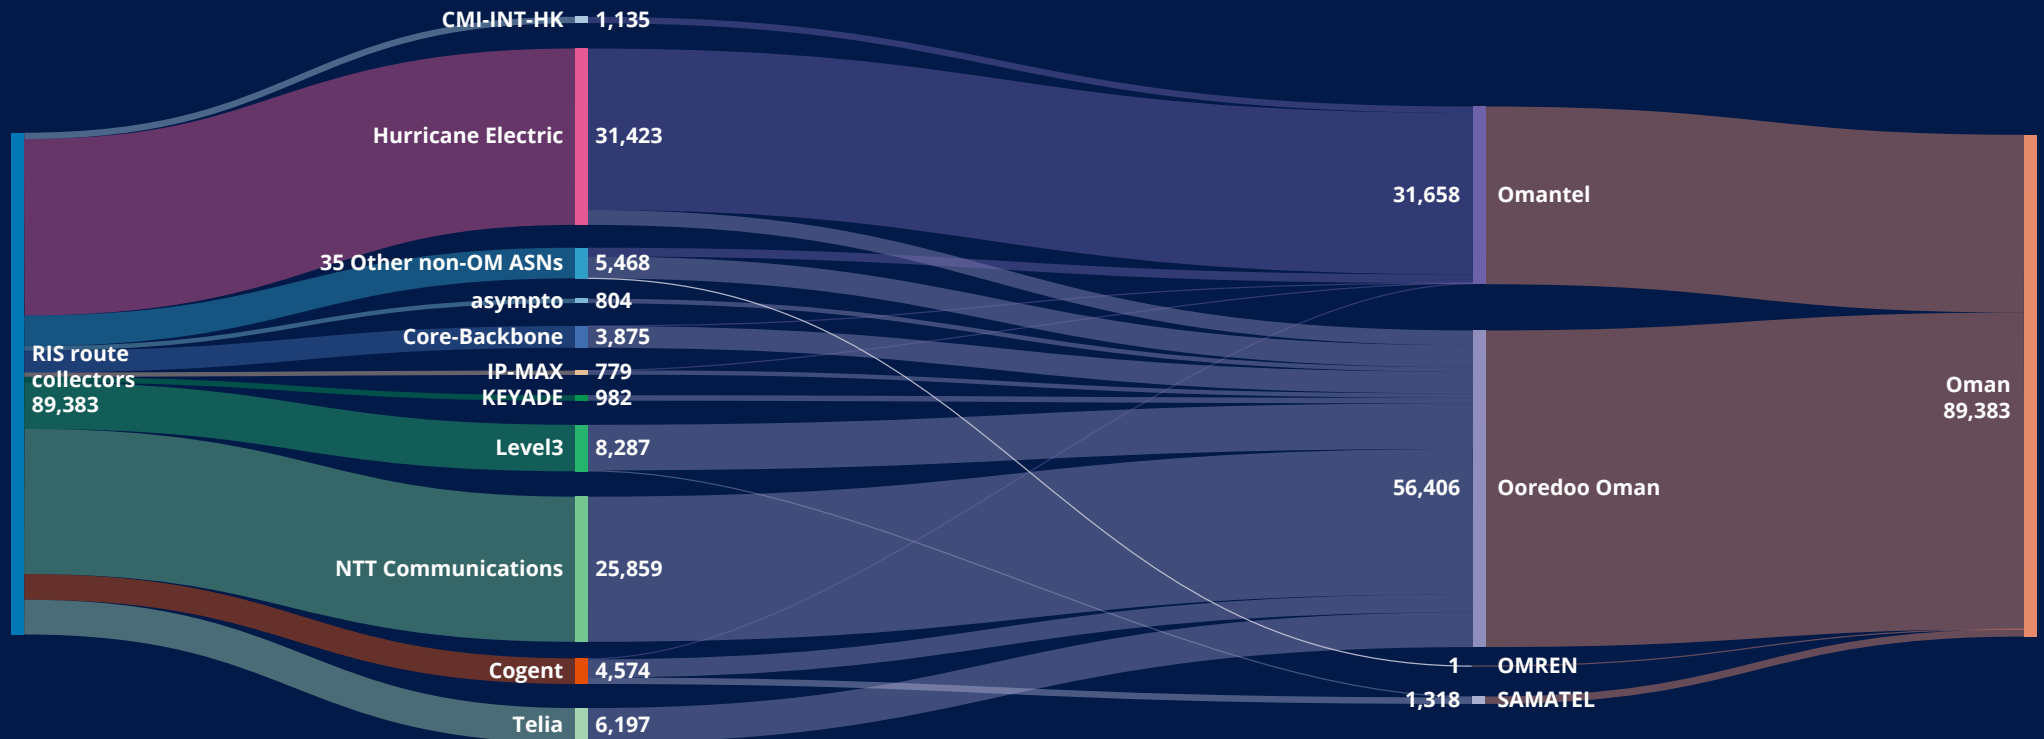 CMI-INT-HK 1,135
Hurricane Electric 31,423
35 Other non-OM ASNs 5,468
asympto 804
Core-Backbone 3,875
IP-MAX 779
KEYADE 982
Level3 8,287
NTT Communications 25,859
Cogent 4,574
Telia 6,197
RIS route
collectors
89,383
31,658 Omantel
56,406 Ooredoo Oman
1 OMREN
1,318 SAMATEL
Oman
89,383